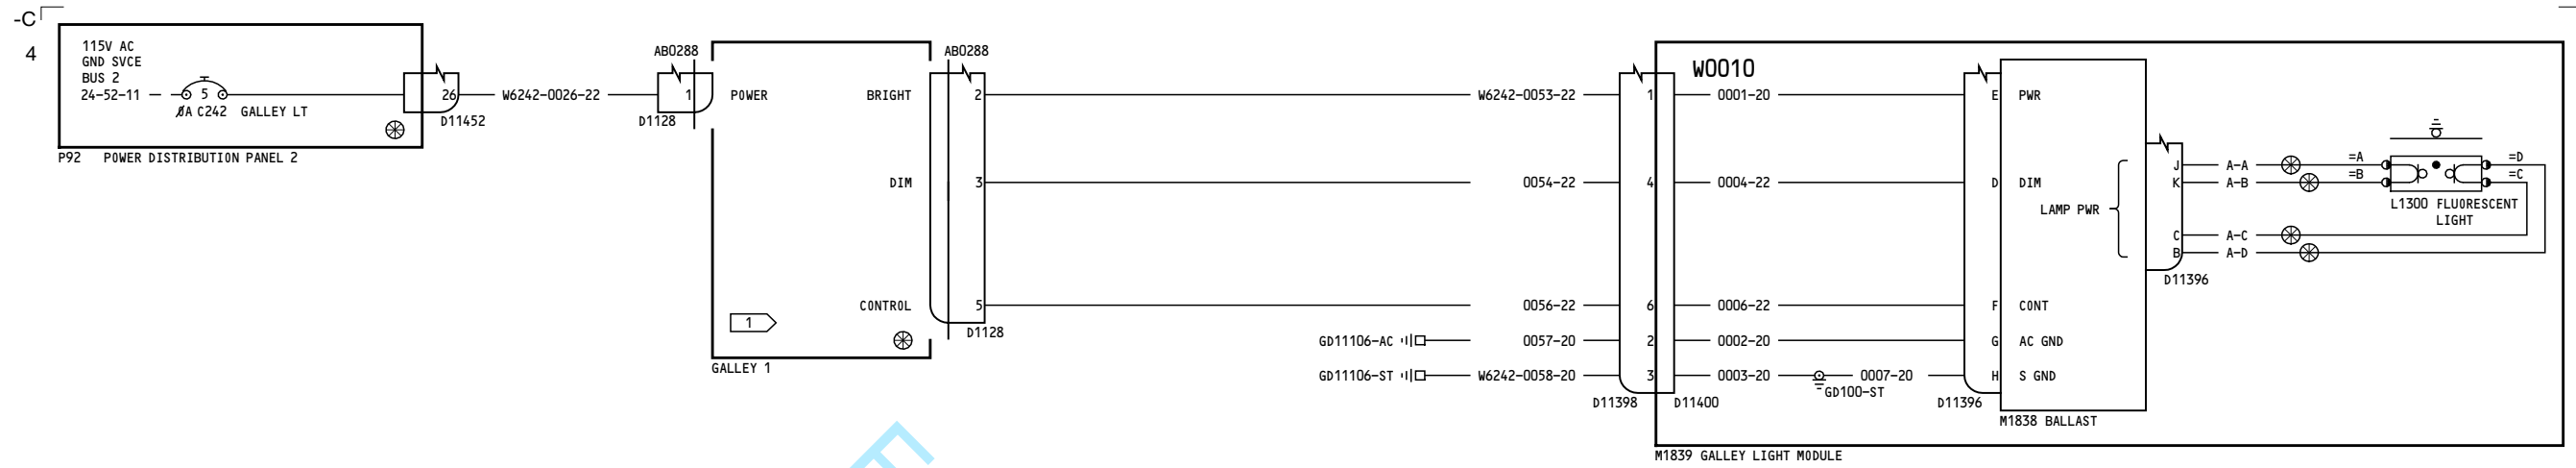 -C
4
115V AC
GND SVCE
BUS 2
24-52-11
5
ØA C242 GALLEY LT
26
D11452
P92 POWER DISTRIBUTION PANEL 2
W6242-0026-22
AB0288
1
D1128
POWER
BRIGHT
DIM
CONTROL
1
GALLEY 1
AB0288
2
3
5
D1128
W6242-0053-22
0054-22
0056-22
GD11106-AC
0057-20
GD11106-ST
W6242-0058-20
1
4
6
2
3
D11398
D11400
W0010
0001-20
0004-22
0006-22
0002-20
0003-20
0007-20
GD100-ST
E
D
F
G
H
D11396
PWR
DIM
LAMP PWR
CONT
AC GND
S GND
M1838 BALLAST
J
K
C
B
D11396
A-A
A-B
A-C
A-D
=A
=B
=D
=C
L1300 FLUORESCENT
LIGHT
M1839 GALLEY LIGHT MODULE
E